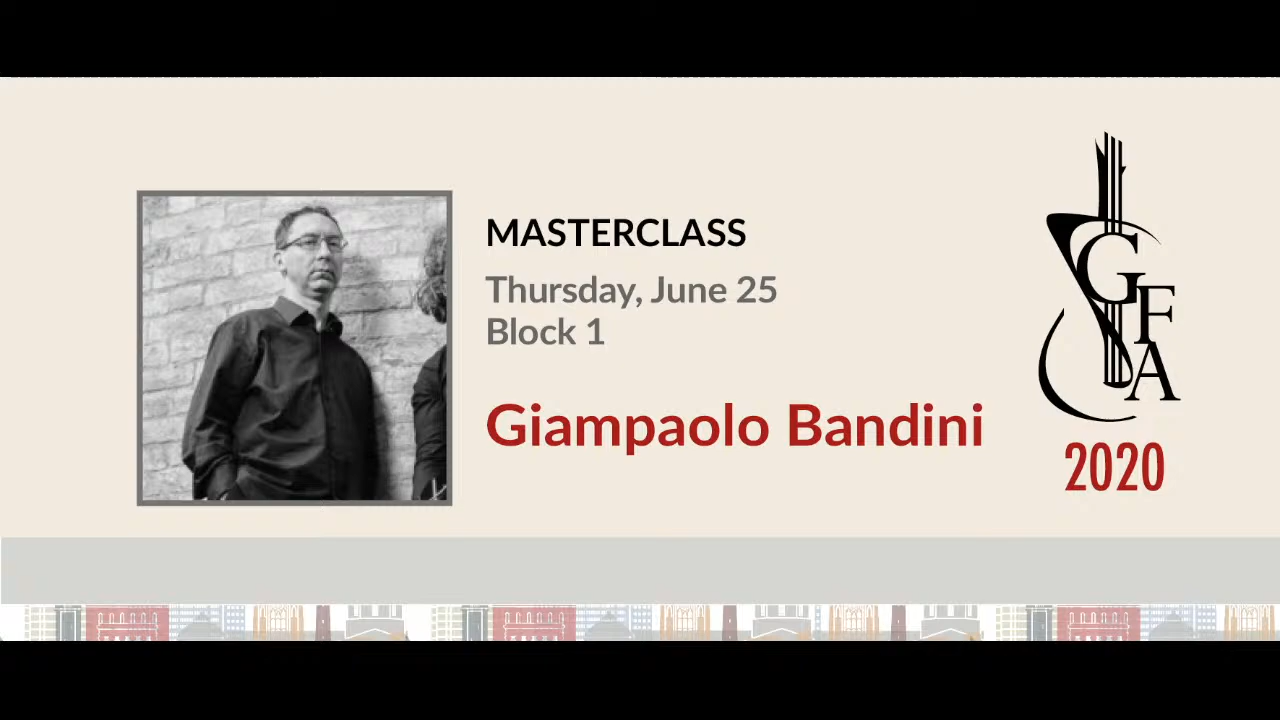 MASTERCLASS
Thursday, June 25
Block 1
Giampaolo Bandini
GFA
2020